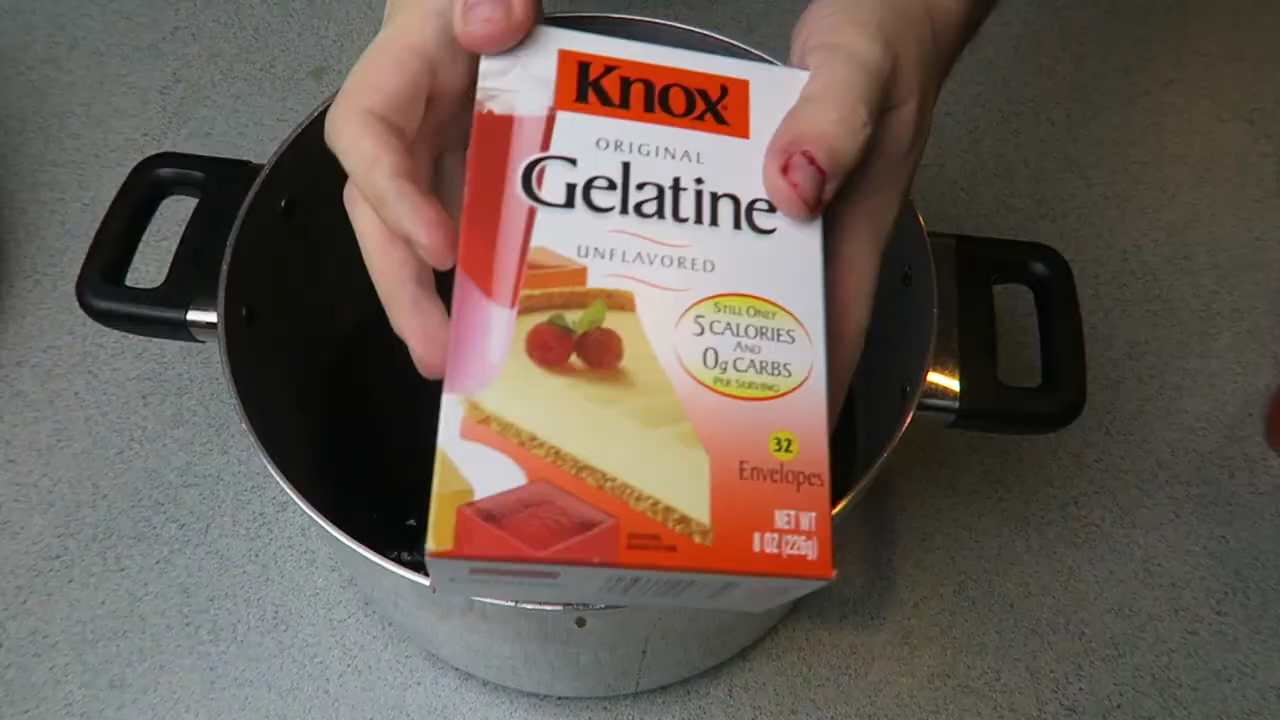 Knox
ORIGINAL
Gelatine
UNFLAVORED
STILL ONLY
5 CALORIES
AND
0g CARBS
PER SERVING
32
Envelopes
NET WT
8 OZ (226g)